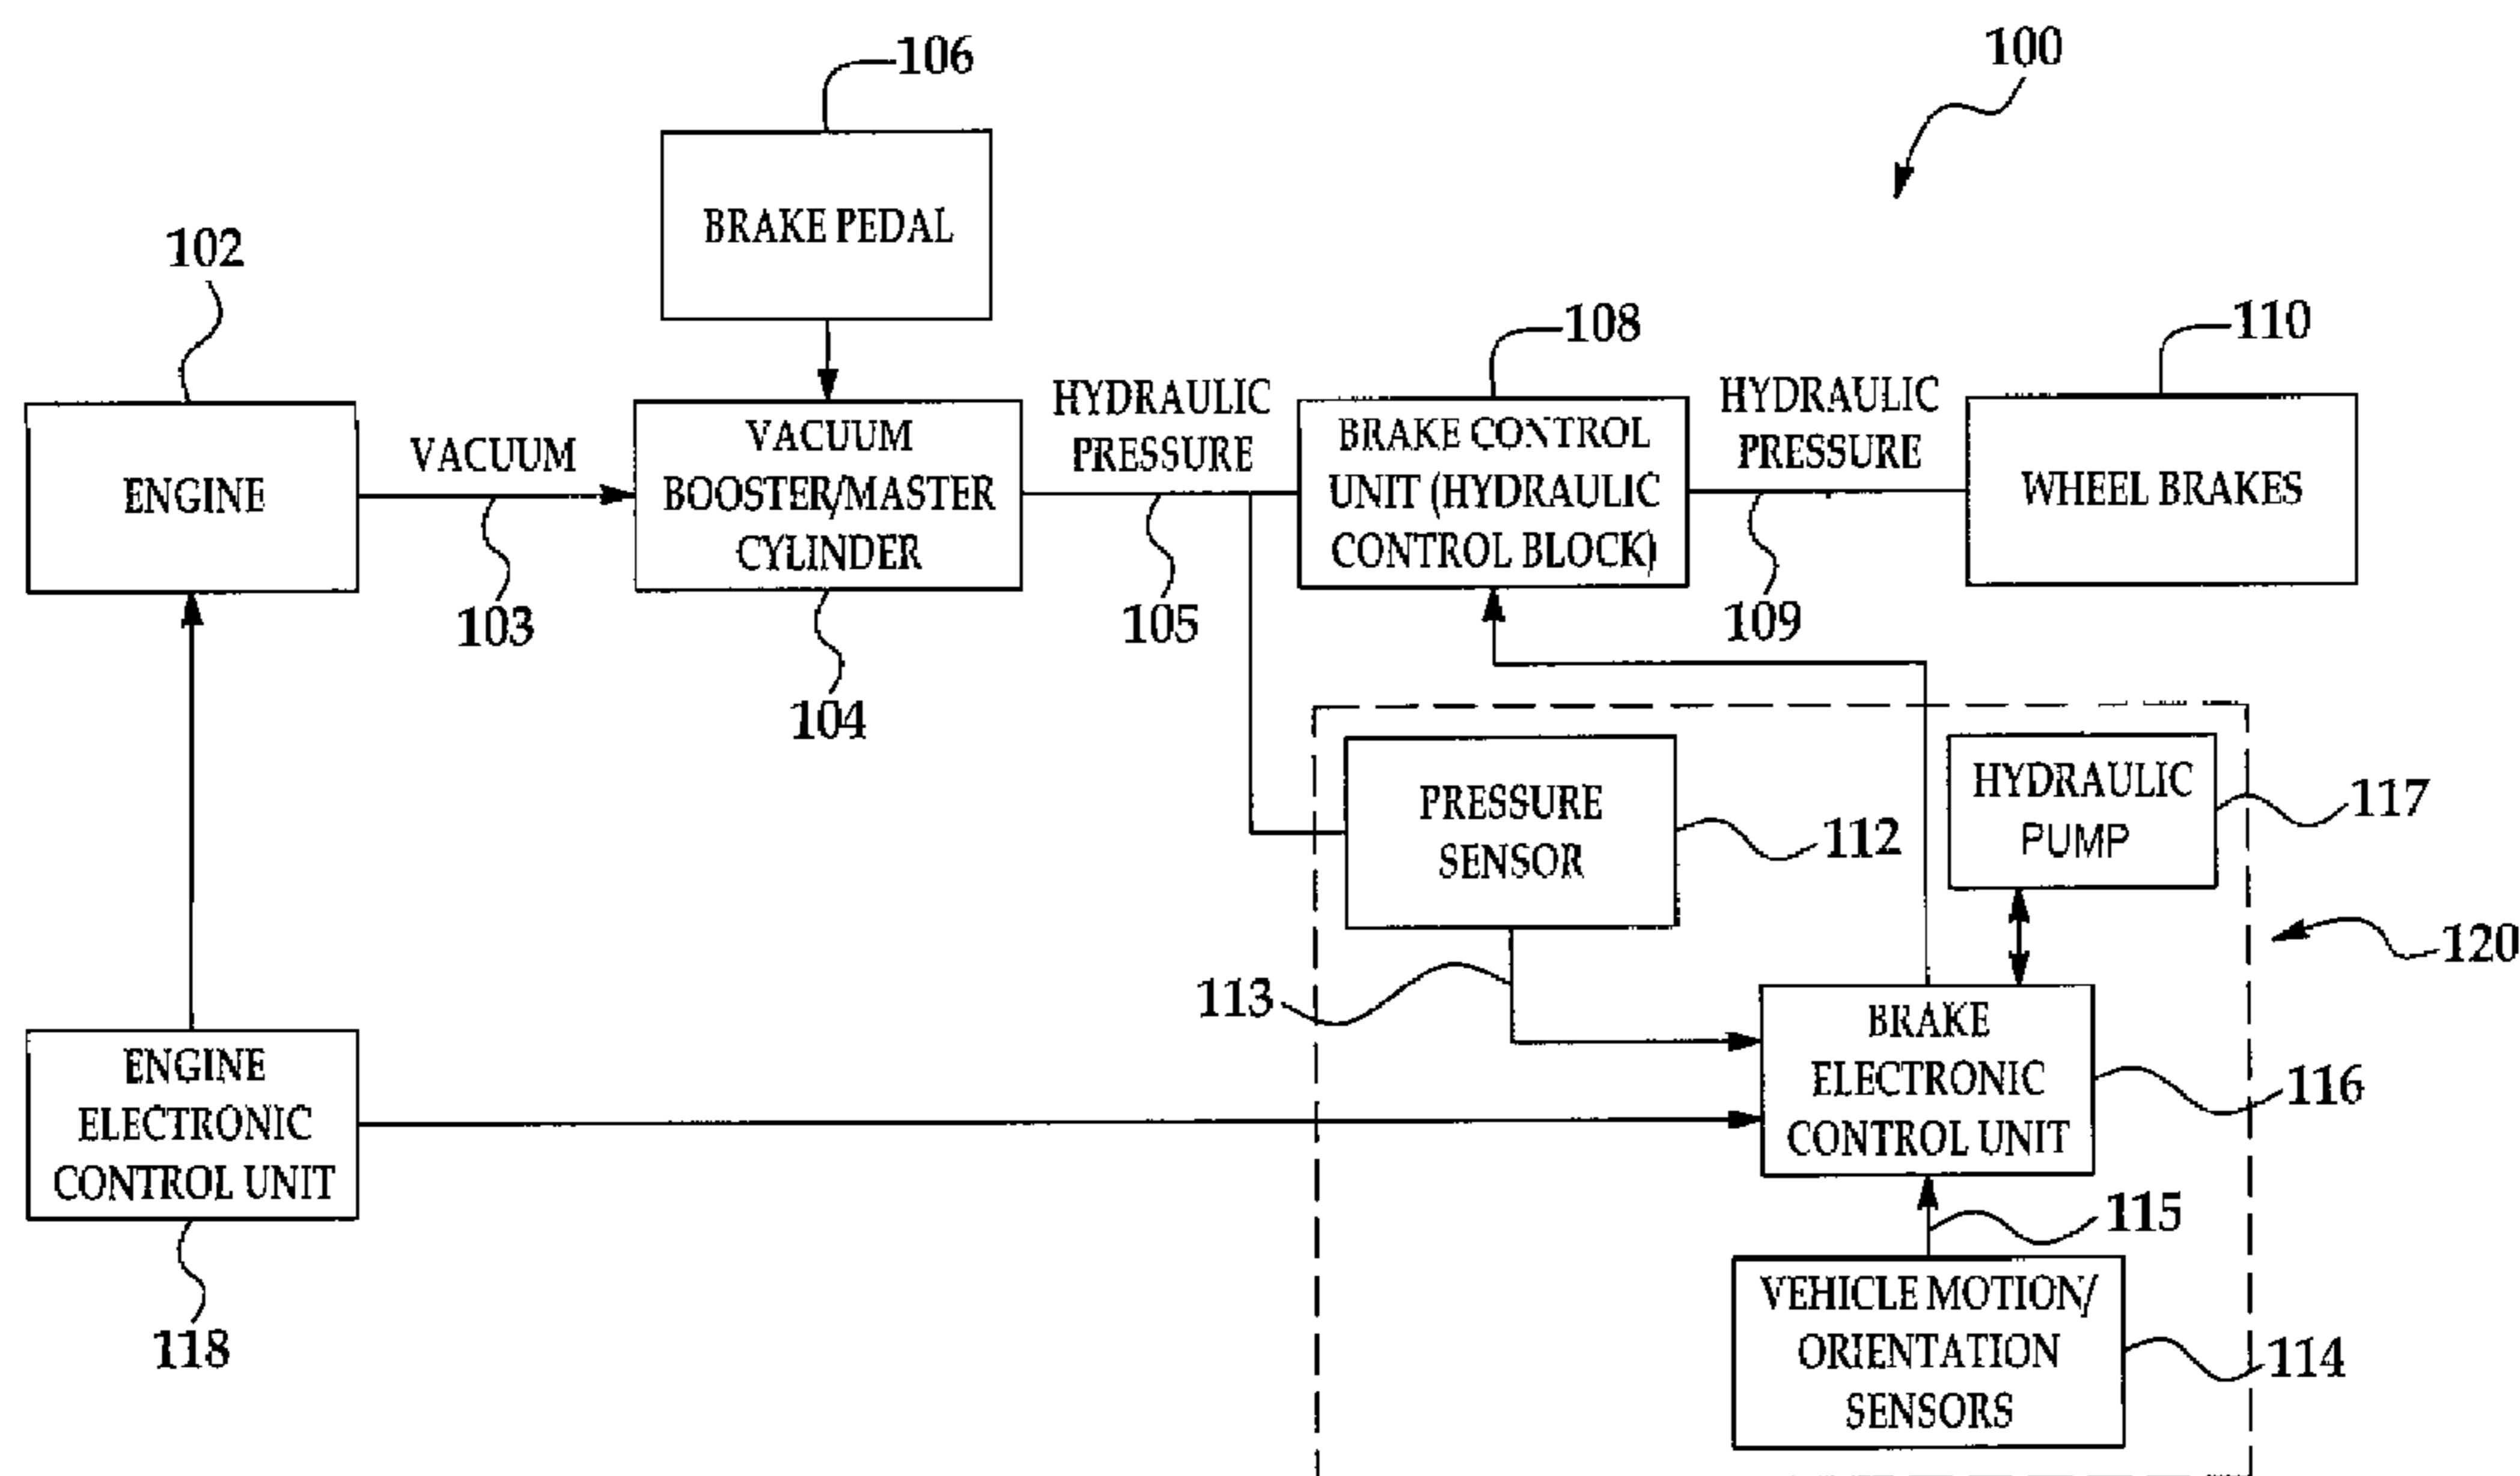 106
100
BRAKE PEDAL
102
108
110
HYDRAULIC
PRESSURE
HYDRAULIC
PRESSURE
ENGINE
VACUUM
VACUUM
BOOSTER/MASTER
CYLINDER
BRAKE CONTROL
UNIT (HYDRAULIC
CONTROL BLOCK)
WHEEL BRAKES
103
105
109
104
PRESSURE
SENSOR
112
HYDRAULIC
PUMP
117
120
113
ENGINE
ELECTRONIC
CONTROL UNIT
BRAKE
ELECTRONIC
CONTROL UNIT
116
115
118
VEHICLE MOTION/
ORIENTATION
SENSORS
114